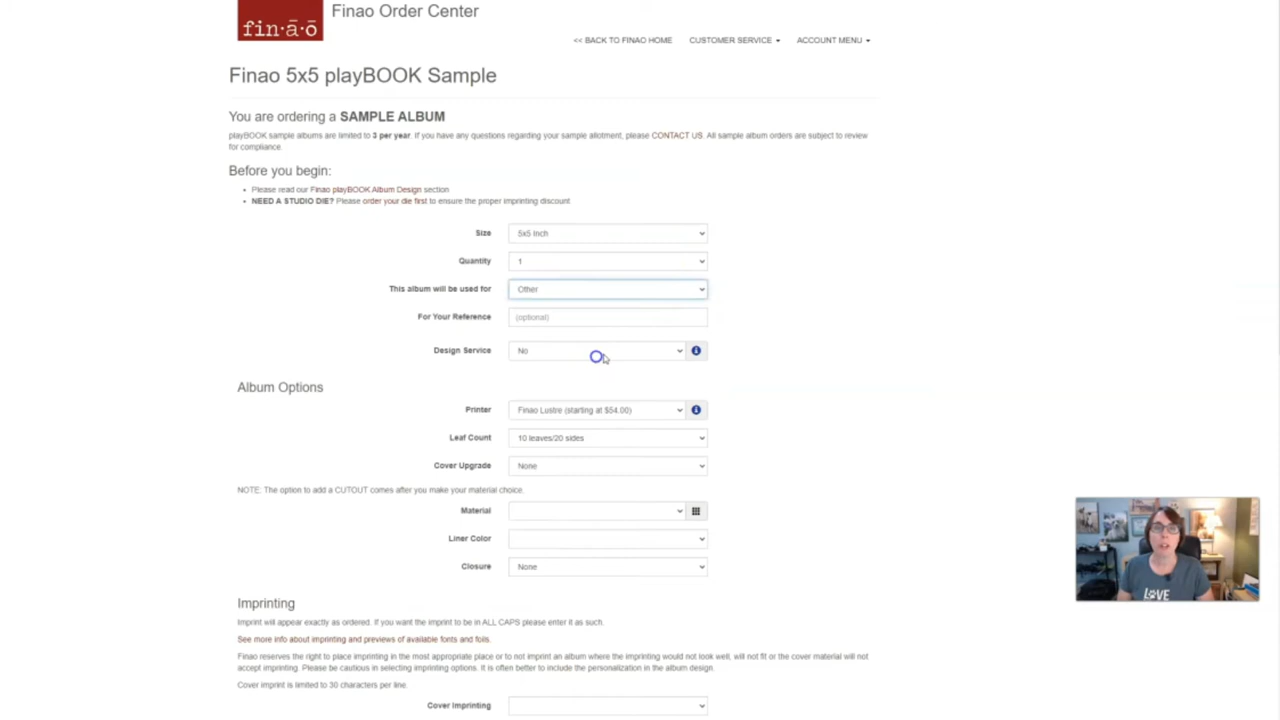 fin·ā·ō
Finao Order Center
<< BACK TO FINAO HOME CUSTOMER SERVICE ACCOUNT MENU
Finao 5x5 playBOOK Sample
You are ordering a SAMPLE ALBUM
playBOOK sample albums are limited to 3 per year. If you have any questions regarding your sample allotment, please CONTACT US. All sample album orders are subject to review
for compliance.
Before you begin:
• Please read our Finao playBOOK Album Design section
• NEED A STUDIO DIE? Please order your die first to ensure the proper imprinting discount
Size 5x5 Inch
Quantity 1
This album will be used for Other
For Your Reference (optional)
Design Service No
Album Options
Printer Finao Lustre (starting at $54.00)
Leaf Count 10 leaves/20 sides
Cover Upgrade None
NOTE: The option to add a CUTOUT comes after you make your material choice.
Material
Liner Color
Closure None
Imprinting
Imprint will appear exactly as ordered. If you want the imprint to be in ALL CAPS please enter it as such.
See more info about imprinting and previews of available fonts and foils.
Finao reserves the right to place imprinting in the most appropriate place or to not imprint an album where the imprinting would not look well, will not fit or the cover material will not
accept imprinting. Please be cautious in selecting imprinting options. It is often better to include the personalization in the album design.
Cover imprint is limited to 30 characters per line.
Cover Imprinting
LOVE